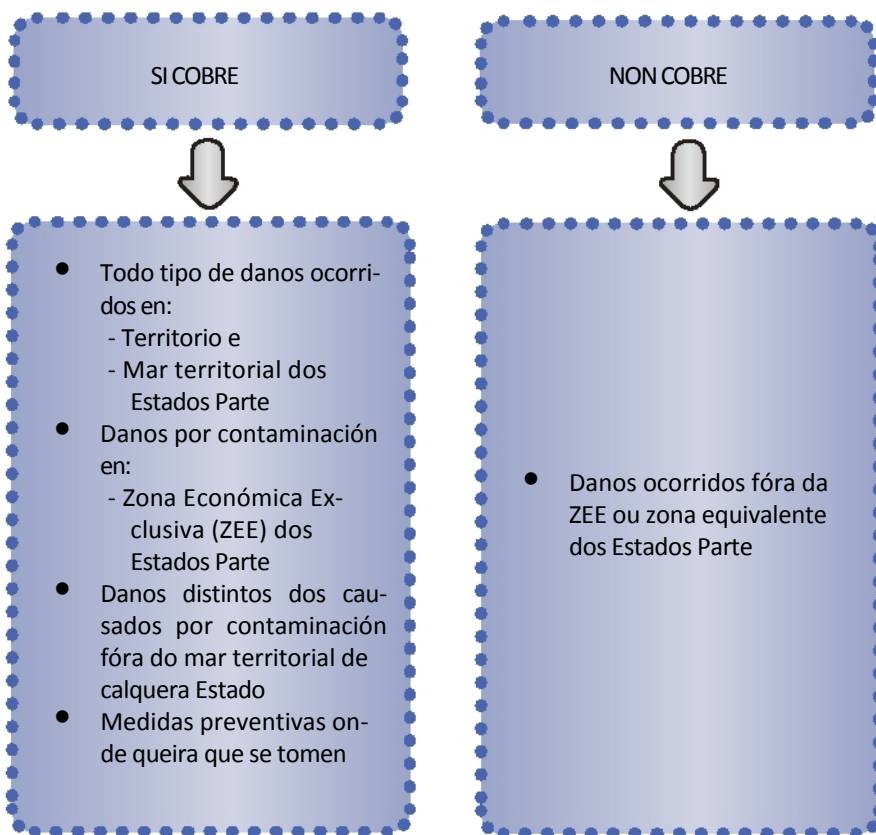 SI COBRE
NON COBRE
• Todo tipo de danos ocorri-
dos en:
- Territorio e
- Mar territorial dos
Estados Parte
• Danos por contaminación
en:
- Zona Económica Ex-
clusiva (ZEE) dos
Estados Parte
• Danos distintos dos cau-
sados por contaminación
fóra do mar territorial de
calquera Estado
• Medidas preventivas on-
de queira que se tomen
• Danos ocorridos fóra da
ZEE ou zona equivalente
dos Estados Parte